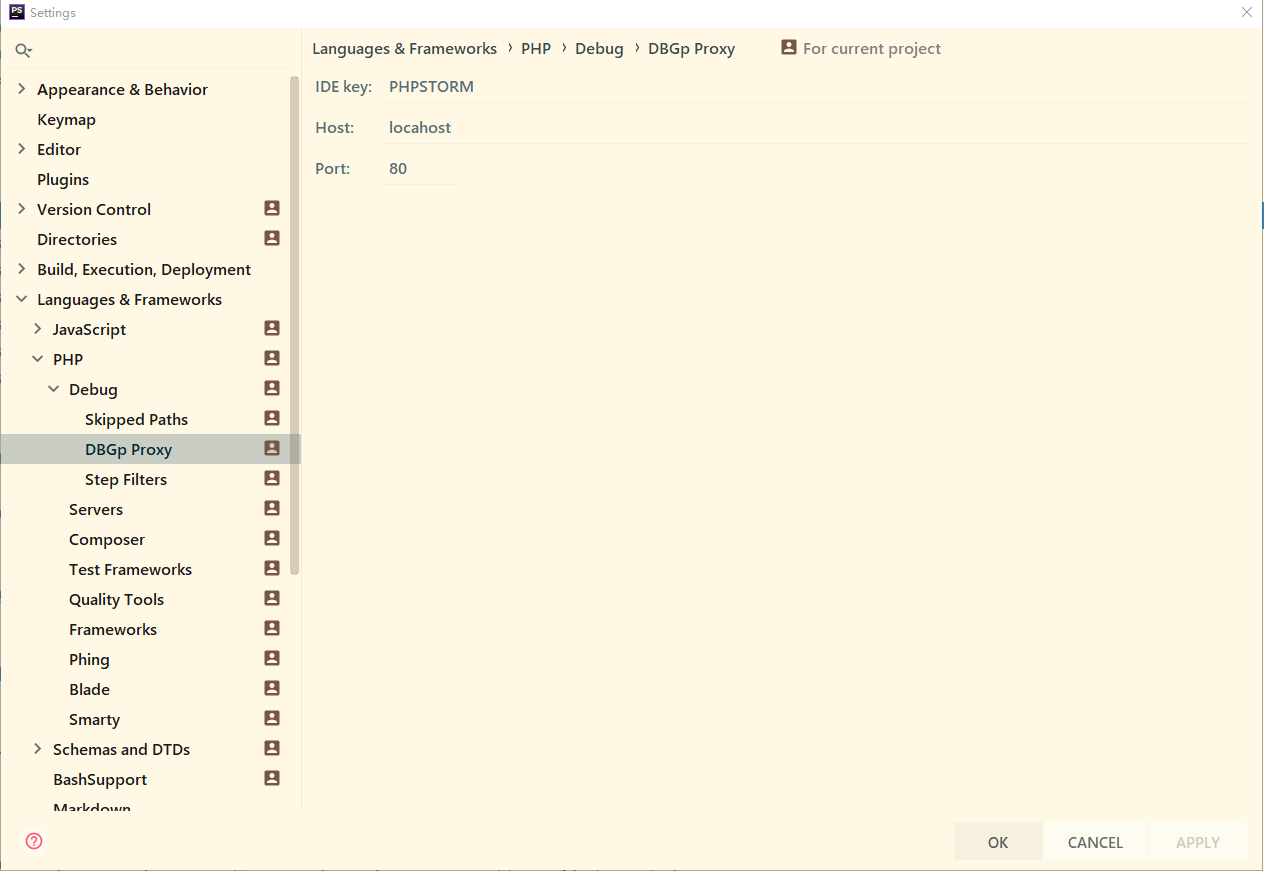 PS Settings
Languages & Frameworks › PHP › Debug › DBGp Proxy For current project
Appearance & Behavior
Keymap
Editor
Plugins
Version Control
Directories
Build, Execution, Deployment
Languages & Frameworks
JavaScript
PHP
Debug
Skipped Paths
DBGp Proxy
Step Filters
Servers
Composer
Test Frameworks
Quality Tools
Frameworks
Phing
Blade
Smarty
Schemas and DTDs
BashSupport
Markdown
IDE key: PHPSTORM
Host: locahost
Port: 80
?
OK CANCEL APPLY